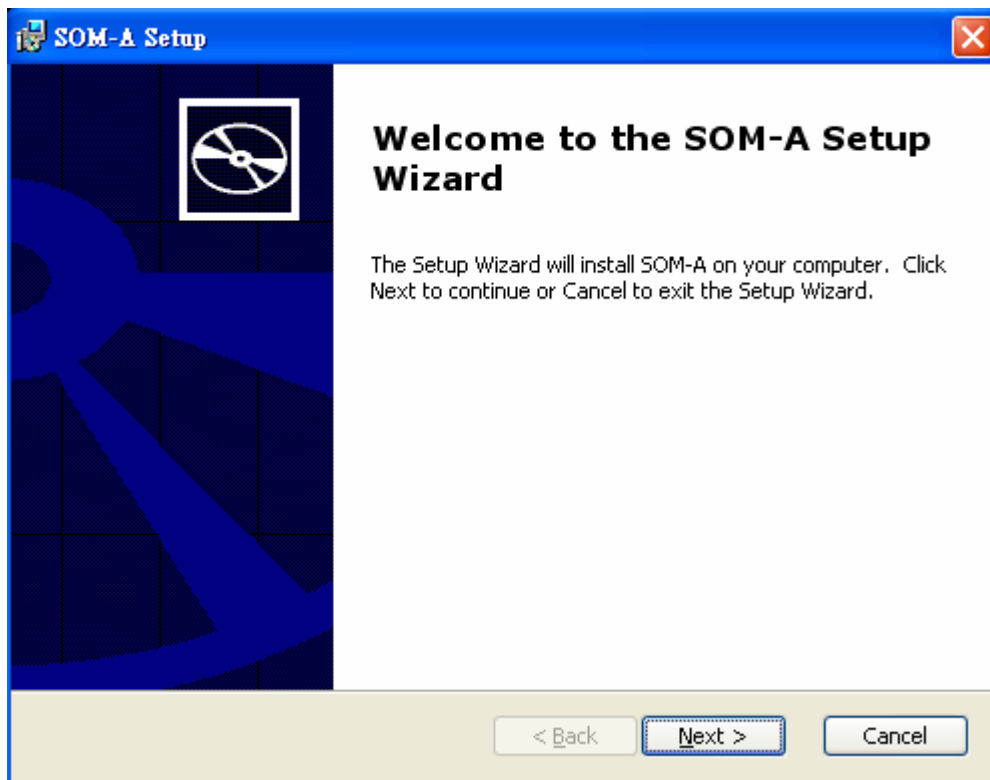 SOM-A Setup
Welcome to the SOM-A Setup
Wizard
The Setup Wizard will install SOM-A on your computer.  Click
Next to continue or Cancel to exit the Setup Wizard.
< Back
Next >
Cancel